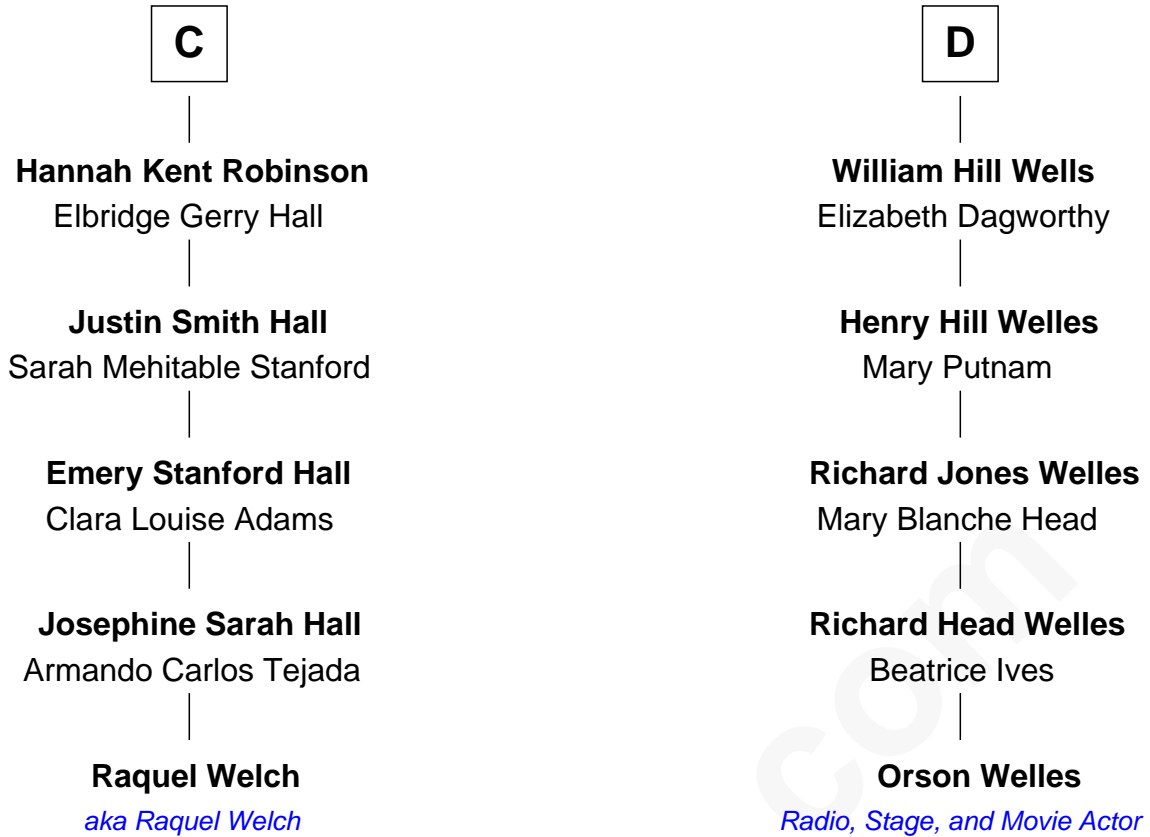 C
Hannah Kent Robinson
Elbridge Gerry Hall
Justin Smith Hall
Sarah Mehitable Stanford
Emery Stanford Hall
Clara Louise Adams
Josephine Sarah Hall
Armando Carlos Tejada
Raquel Welch
aka Raquel Welch
D
William Hill Wells
Elizabeth Dagworthy
Henry Hill Welles
Mary Putnam
Richard Jones Welles
Mary Blanche Head
Richard Head Welles
Beatrice Ives
Orson Welles
Radio, Stage, and Movie Actor
com